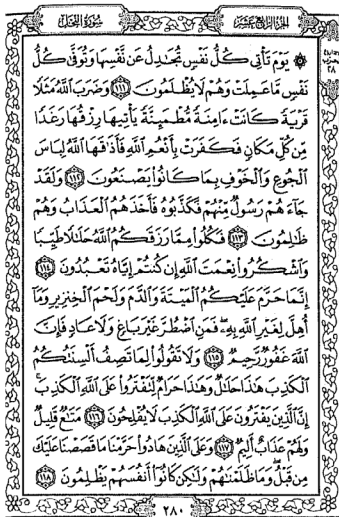 الجزء الرابع عشر
سورة النحل
۞ يَوْمَ تَأْتِي كُلُّ نَفْسٍ تُجَٰدِلُ عَن نَّفْسِهَا وَتُوَفَّىٰ كُلُّ
نَفْسٍ مَّا عَمِلَتْ وَهُمْ لَا يُظْلَمُونَ ١١١ وَضَرَبَ ٱللَّهُ مَثَلًا
قَرْيَةً كَانَتْ ءَامِنَةً مُّطْمَئِنَّةً يَأْتِيهَا رِزْقُهَا رَغَدًا
مِّن كُلِّ مَكَانٍ فَكَفَرَتْ بِأَنْعُمِ ٱللَّهِ فَأَذَٰقَهَا ٱللَّهُ لِبَاسَ
ٱلْجُوعِ وَٱلْخَوْفِ بِمَا كَانُوا۟ يَصْنَعُونَ ١١٢ وَلَقَدْ
جَآءَهُمْ رَسُولٌ مِّنْهُمْ فَكَذَّبُوهُ فَأَخَذَهُمُ ٱلْعَذَابُ وَهُمْ
ظَٰلِمُونَ ١١٣ فَكُلُوا۟ مِمَّا رَزَقَكُمُ ٱللَّهُ حَلَٰلًا طَيِّبًا
وَٱشْكُرُوا۟ نِعْمَتَ ٱللَّهِ إِن كُنتُمْ إِيَّاهُ تَعْبُدُونَ ١١٤
إِنَّمَا حَرَّمَ عَلَيْكُمُ ٱلْمَيْتَةَ وَٱلدَّمَ وَلَحْمَ ٱلْخِنزِيرِ وَمَآ
أُهِلَّ لِغَيْرِ ٱللَّهِ بِهِۦ فَمَنِ ٱضْطُرَّ غَيْرَ بَاغٍ وَلَا عَادٍ فَإِنَّ
ٱللَّهَ غَفُورٌ رَّحِيمٌ ١١٥ وَلَا تَقُولُوا۟ لِمَا تَصِفُ أَلْسِنَتُكُمُ
ٱلْكَذِبَ هَٰذَا حَلَٰلٌ وَهَٰذَا حَرَامٌ لِّتَفْتَرُوا۟ عَلَى ٱللَّهِ ٱلْكَذِبَ ۚ
إِنَّ ٱلَّذِينَ يَفْتَرُونَ عَلَى ٱللَّهِ ٱلْكَذِبَ لَا يُفْلِحُونَ ١١٦ مَتَٰعٌ قَلِيلٌ
وَلَهُمْ عَذَابٌ أَلِيمٌ ١١٧ وَعَلَى ٱلَّذِينَ هَادُوا۟ حَرَّمْنَا مَا قَصَصْنَا عَلَيْكَ
مِن قَبْلُ ۖ وَمَا ظَلَمْنَٰهُمْ وَلَٰكِن كَانُوٓا۟ أَنفُسَهُمْ يَظْلِمُونَ ١١٨
٢٨٠